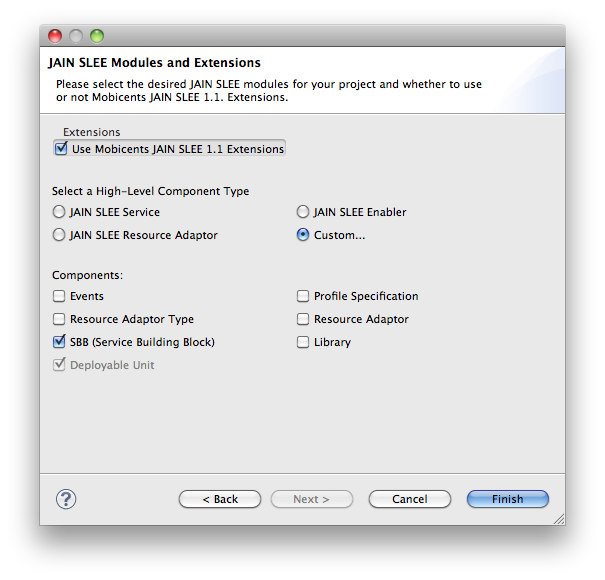 JAIN SLEE Modules and Extensions
Please select the desired JAIN SLEE modules for your project and whether to use
or not Mobicents JAIN SLEE 1.1. Extensions.
Extensions
Use Mobicents JAIN SLEE 1.1 Extensions
Select a High-Level Component Type
JAIN SLEE Service
JAIN SLEE Enabler
JAIN SLEE Resource Adaptor
Custom...
Components:
Events
Profile Specification
Resource Adaptor Type
Resource Adaptor
SBB (Service Building Block)
Library
Deployable Unit
?
< Back
Next >
Cancel
Finish